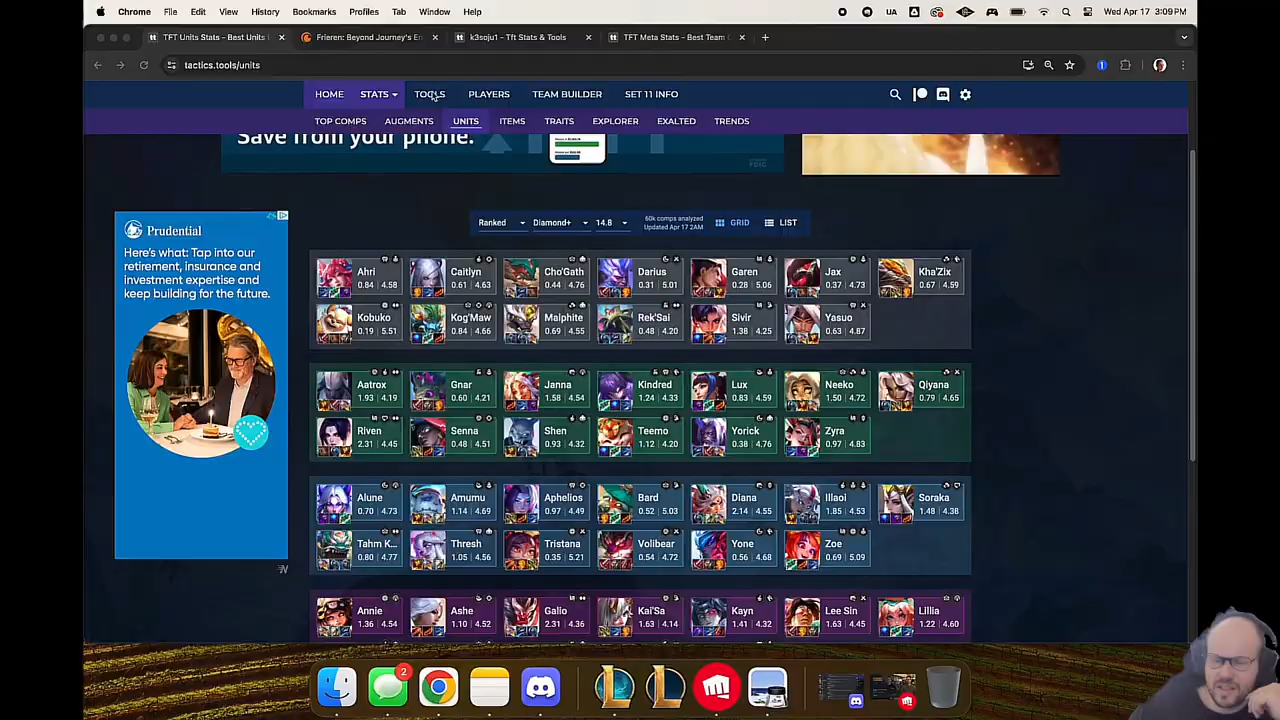 Chrome File Edit View History Bookmarks Profiles Tab Window Help UA Wed Apr 17 3:09 PM
TFT Units Stats – Best Units Frieren: Beyond Journey's E k3soju1 - Tft Stats & Tools TFT Meta Stats – Best Team
tactics.tools/units
HOME STATS TOOLS PLAYERS TEAM BUILDER SET 11 INFO
TOP COMPS AUGMENTS UNITS ITEMS TRAITS EXPLORER EXALTED TRENDS
Save from your phone.
FDIC
Ranked Diamond+ 14.8 60k comps analyzed GRID LIST
Updated Apr 17 2AM
Prudential
Here's what: Tap into our
retirement, insurance and
investment expertise and
keep building for the future.
Ahri Caitlyn Cho'Gath Darius Garen Jax Kha'Zix
0.84 4.58 0.61 4.63 0.44 4.76 0.31 5.01 0.28 5.06 0.37 4.73 0.67 4.59
Kobuko Kog'Maw Malphite Rek'Sai Sivir Yasuo
0.19 5.51 0.84 4.66 0.69 4.55 0.48 4.20 1.38 4.25 0.63 4.87
Aatrox Gnar Janna Kindred Lux Neeko Qiyana
1.93 4.19 1.60 4.21 1.58 4.54 1.24 4.33 0.83 4.59 1.50 4.72 0.79 4.65
Riven Senna Shen Teemo Yorick Zyra
2.31 4.45 0.48 4.51 0.93 4.32 1.12 4.20 0.38 4.76 0.97 4.83
Alune Amumu Aphelios Bard Diana Illaoi Soraka
0.70 4.73 1.14 4.69 0.97 4.49 0.52 5.03 2.14 4.55 1.85 4.53 1.48 4.38
Tahm K... Thresh Tristana Volibear Yone Zoe
0.80 4.77 1.05 4.56 0.35 5.21 0.54 4.72 0.56 4.68 0.69 5.09
Annie Ashe Galio Kai'Sa Kayn Lee Sin Lillia
1.36 4.54 1.10 4.52 2.31 4.36 1.63 4.14 1.41 4.32 1.63 4.45 1.22 4.60
2